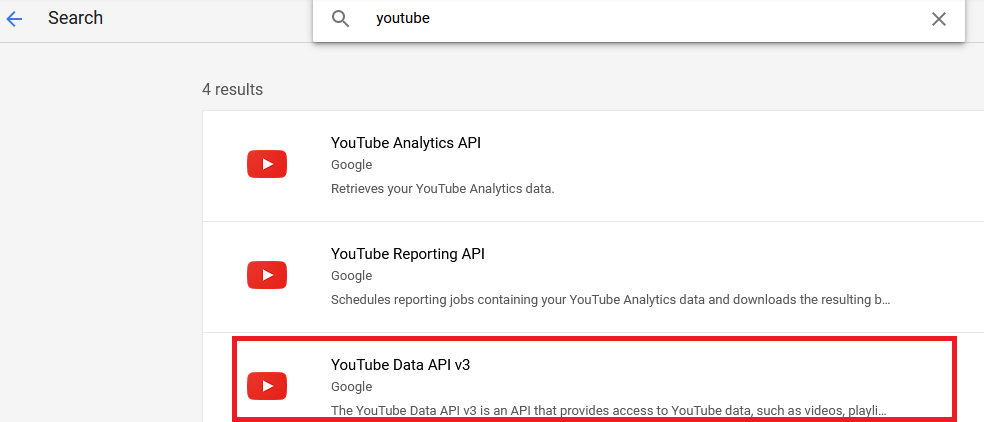 Search
youtube
4 results
YouTube Analytics API
Google
Retrieves your YouTube Analytics data.
YouTube Reporting API
Google
Schedules reporting jobs containing your YouTube Analytics data and downloads the resulting b...
YouTube Data API v3
Google
The YouTube Data API v3 is an API that provides access to YouTube data, such as videos, playli...